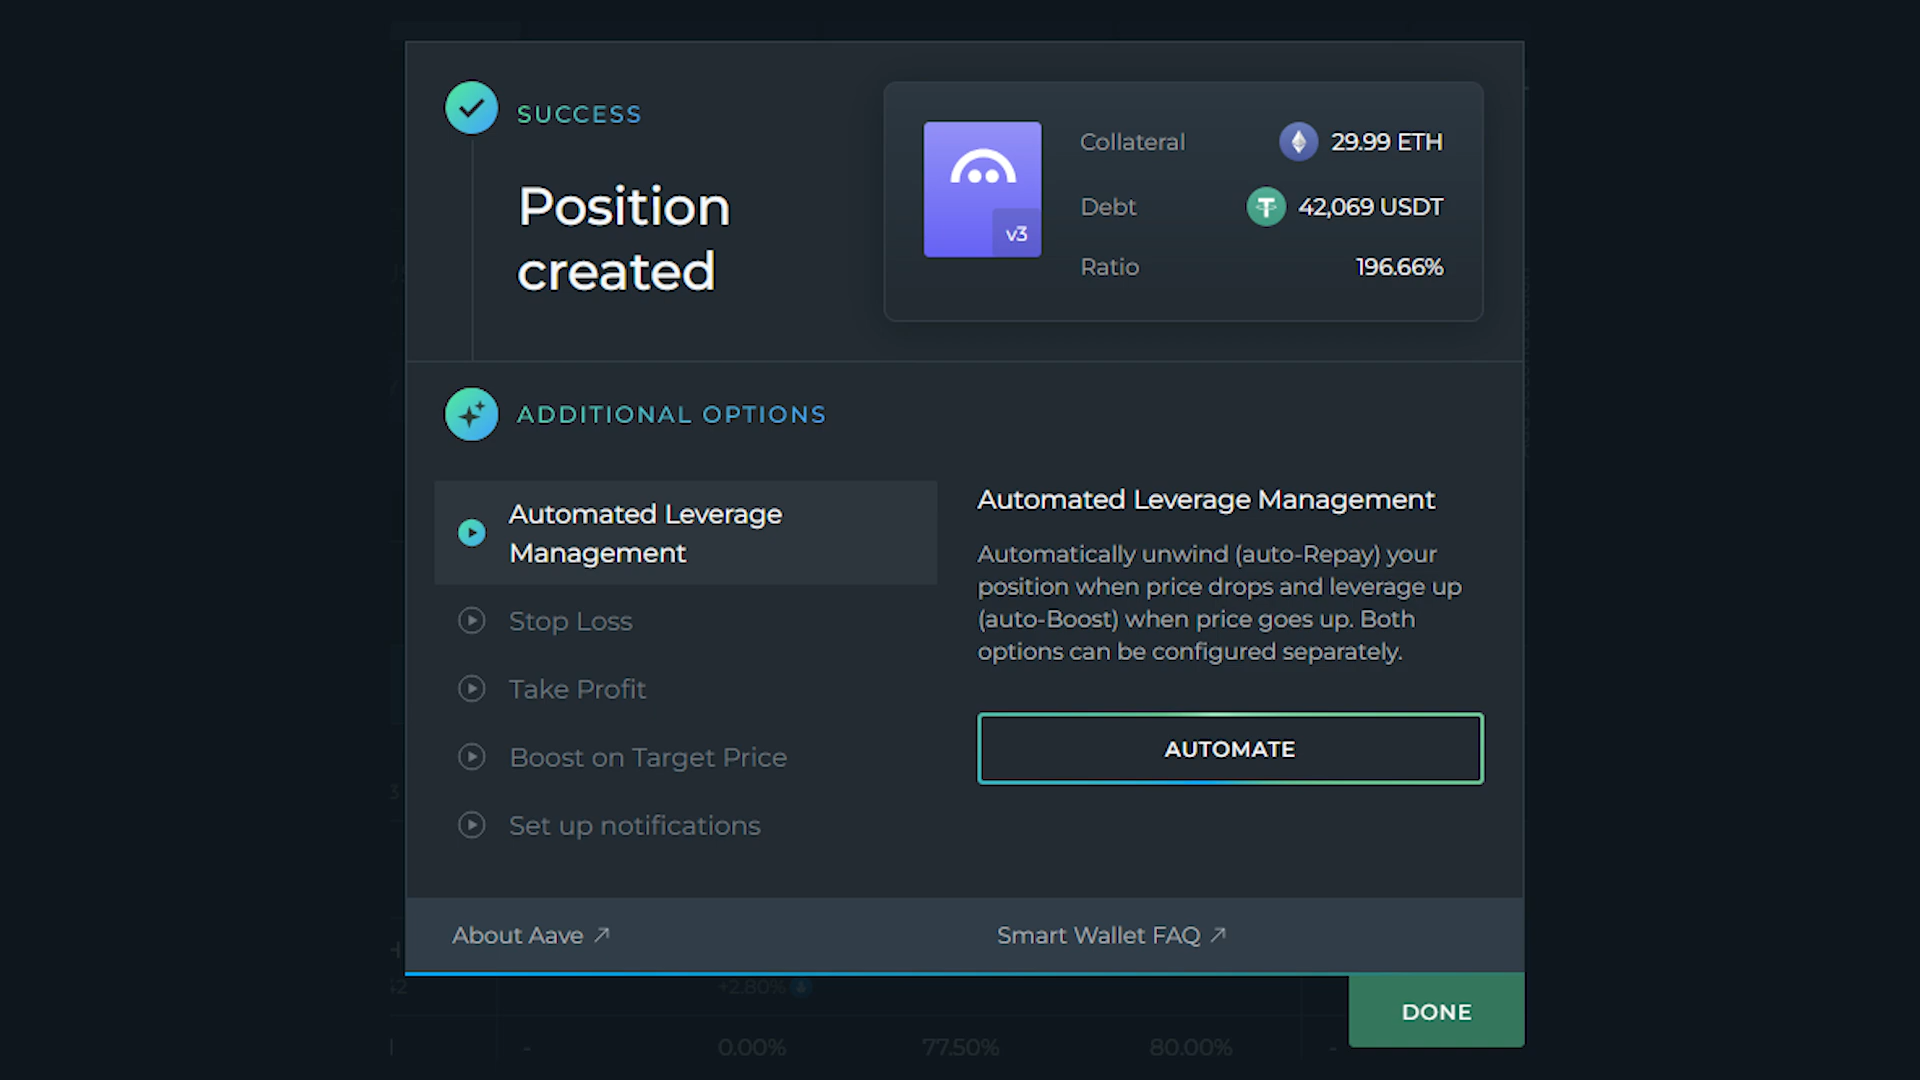 SUCCESS
Position
created
v3
Collateral 29.99 ETH
Debt 42,069 USDT
Ratio 196.66%
ADDITIONAL OPTIONS
Automated Leverage
Management
Stop Loss
Take Profit
Boost on Target Price
Set up notifications
Automated Leverage Management
Automatically unwind (auto-Repay) your
position when price drops and leverage up
(auto-Boost) when price goes up. Both
options can be configured separately.
AUTOMATE
About Aave ↗
Smart Wallet FAQ ↗
+2.80%
DONE
- 0.00% 77.50% 80.00% -